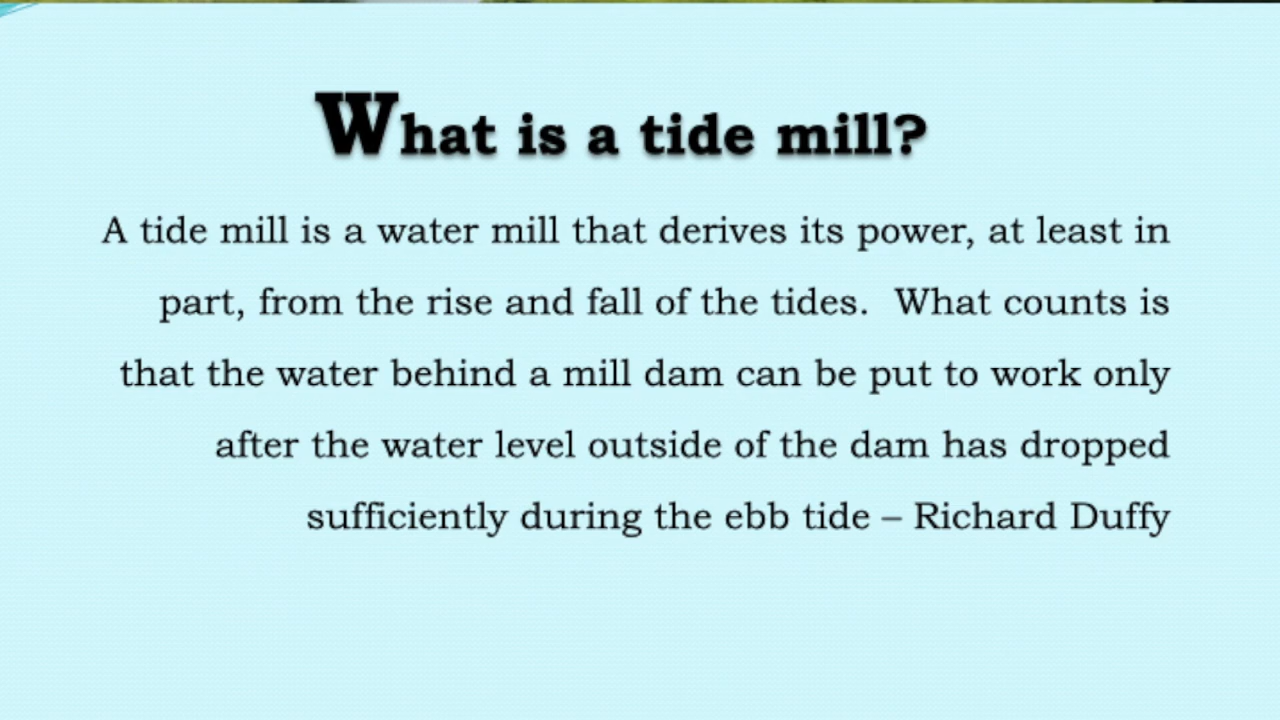 What is a tide mill?
A tide mill is a water mill that derives its power, at least in
part, from the rise and fall of the tides.  What counts is
that the water behind a mill dam can be put to work only
after the water level outside of the dam has dropped
sufficiently during the ebb tide – Richard Duffy